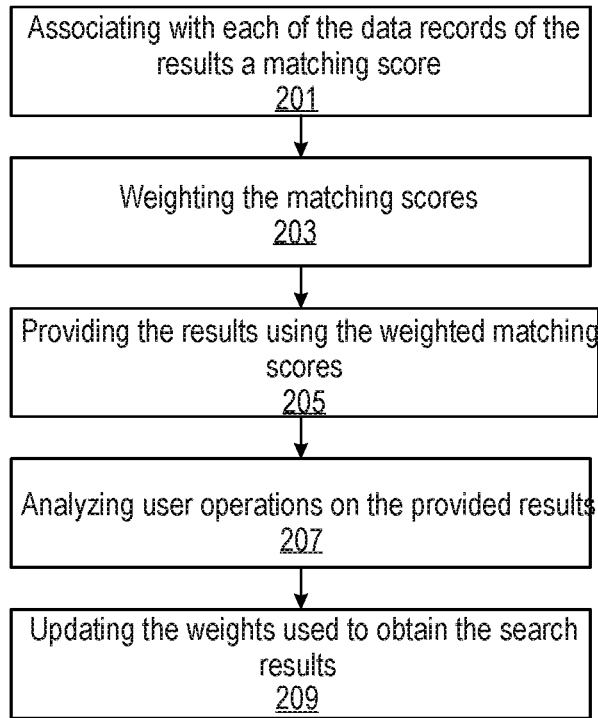 Associating with each of the data records of the
results a matching score
201
Weighting the matching scores
203
Providing the results using the weighted matching
scores
205
Analyzing user operations on the provided results
207
Updating the weights used to obtain the search
results
209